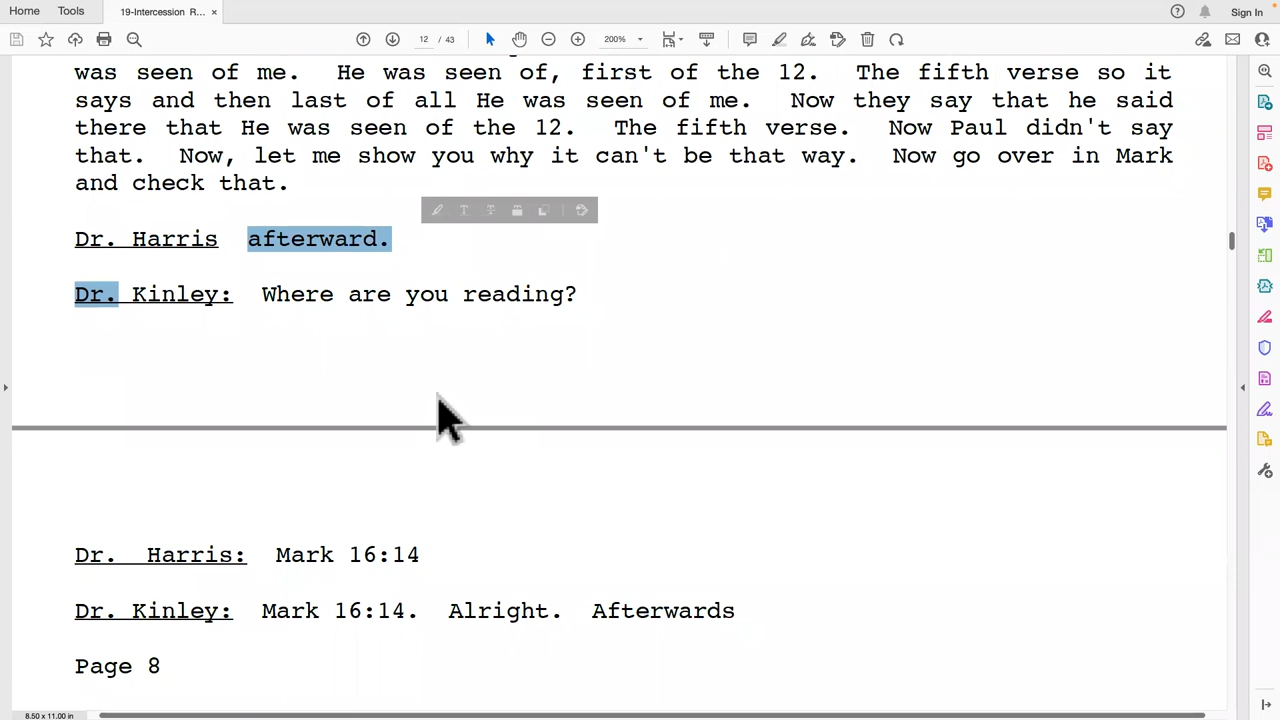 Home Tools 19-Intercession R... × Sign In
12 / 43 200%
was seen of me. He was seen of, first of the 12. The fifth verse so it
says and then last of all He was seen of me. Now they say that he said
there that He was seen of the 12. The fifth verse. Now Paul didn't say
that. Now, let me show you why it can't be that way. Now go over in Mark
and check that.
Dr. Harris afterward.
Dr. Kinley: Where are you reading?
Dr. Harris: Mark 16:14
Dr. Kinley: Mark 16:14. Alright. Afterwards
Page 8
8.50 x 11.00 in